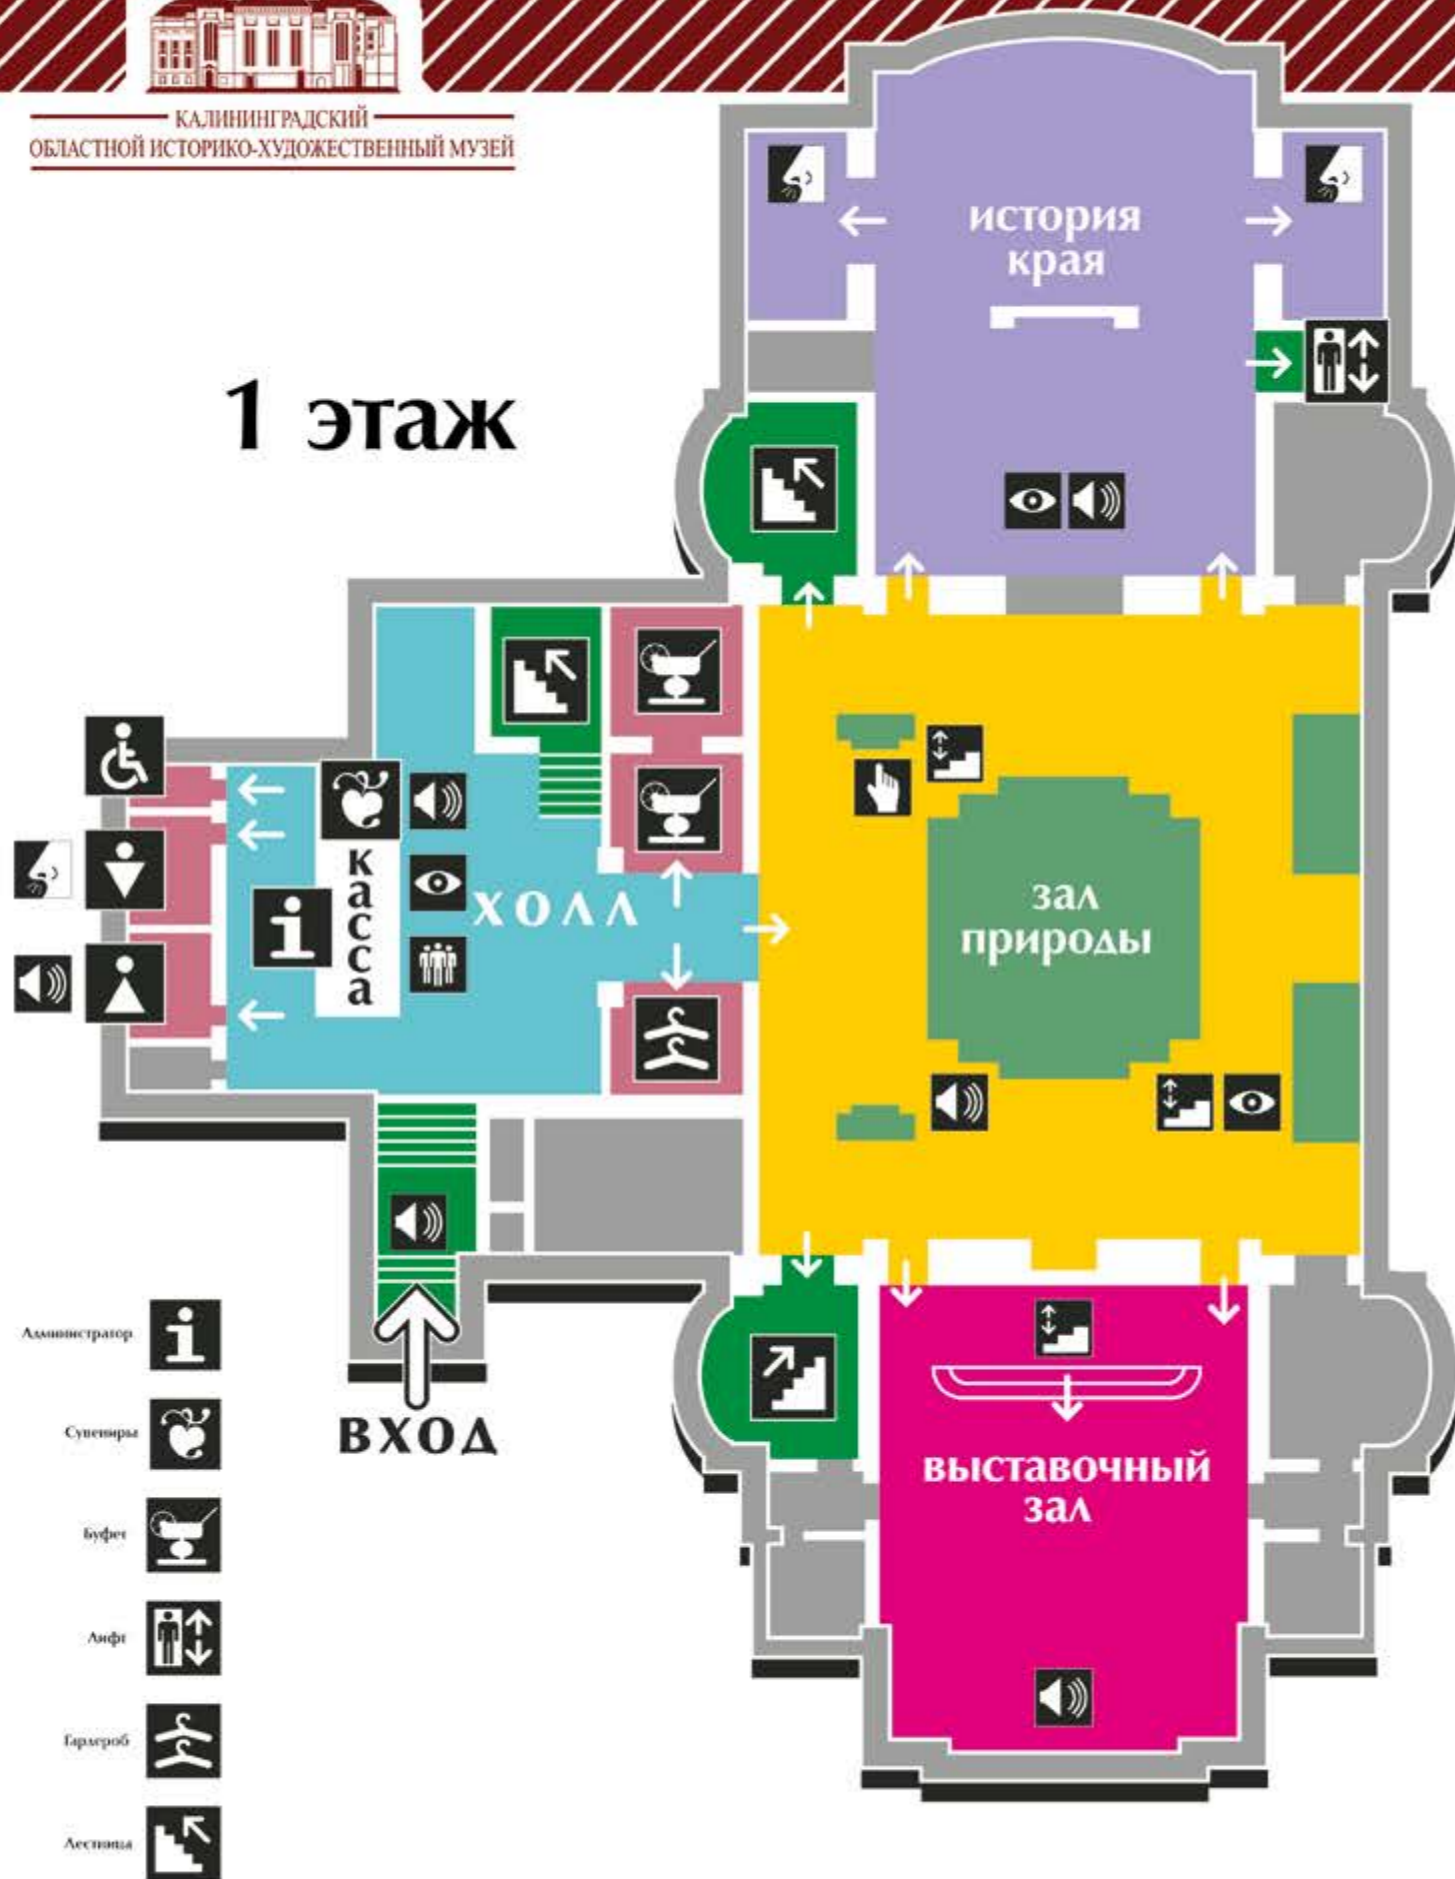 КАЛИНИНГРАДСКИЙ
ОБЛАСТНОЙ ИСТОРИКО-ХУДОЖЕСТВЕННЫЙ МУЗЕЙ
1 этаж
история
края
касса
холл
зал
природы
вход
выставочный
зал
Администратор
Сувениры
Буфет
Лифт
Гардероб
Лестница